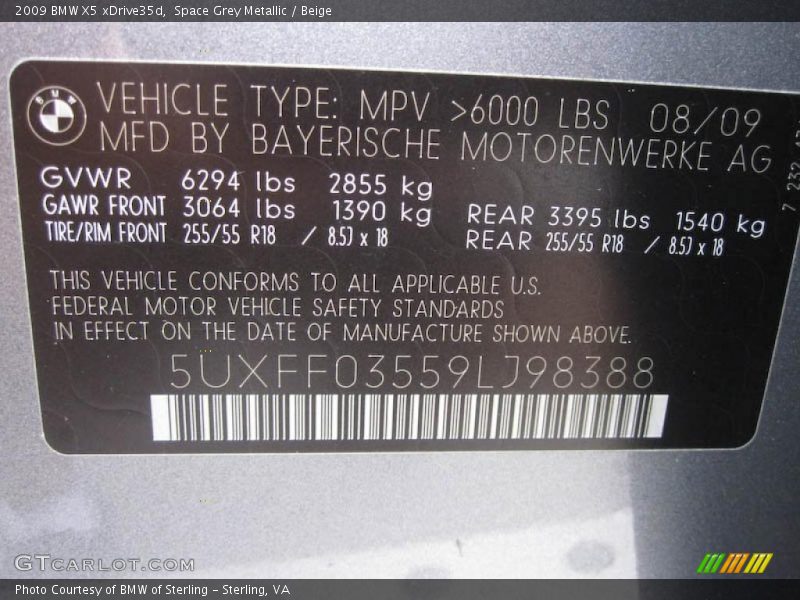 2009 BMW X5 xDrive35d, Space Grey Metallic / Beige
BMW
VEHICLE TYPE: MPV >6000 LBS 08/09
MFD BY BAYERISCHE MOTORENWERKE AG
GVWR 6294 lbs 2855 kg
GAWR FRONT 3064 lbs 1390 kg REAR 3395 lbs 1540 kg
TIRE/RIM FRONT 255/55 R18 / 8.5J x 18 REAR 255/55 R18 / 8.5J x 18
THIS VEHICLE CONFORMS TO ALL APPLICABLE U.S.
FEDERAL MOTOR VEHICLE SAFETY STANDARDS
IN EFFECT ON THE DATE OF MANUFACTURE SHOWN ABOVE.
5UXFF03559LJ98388
7 232
GTCARLOT.COM
Photo Courtesy of BMW of Sterling - Sterling, VA